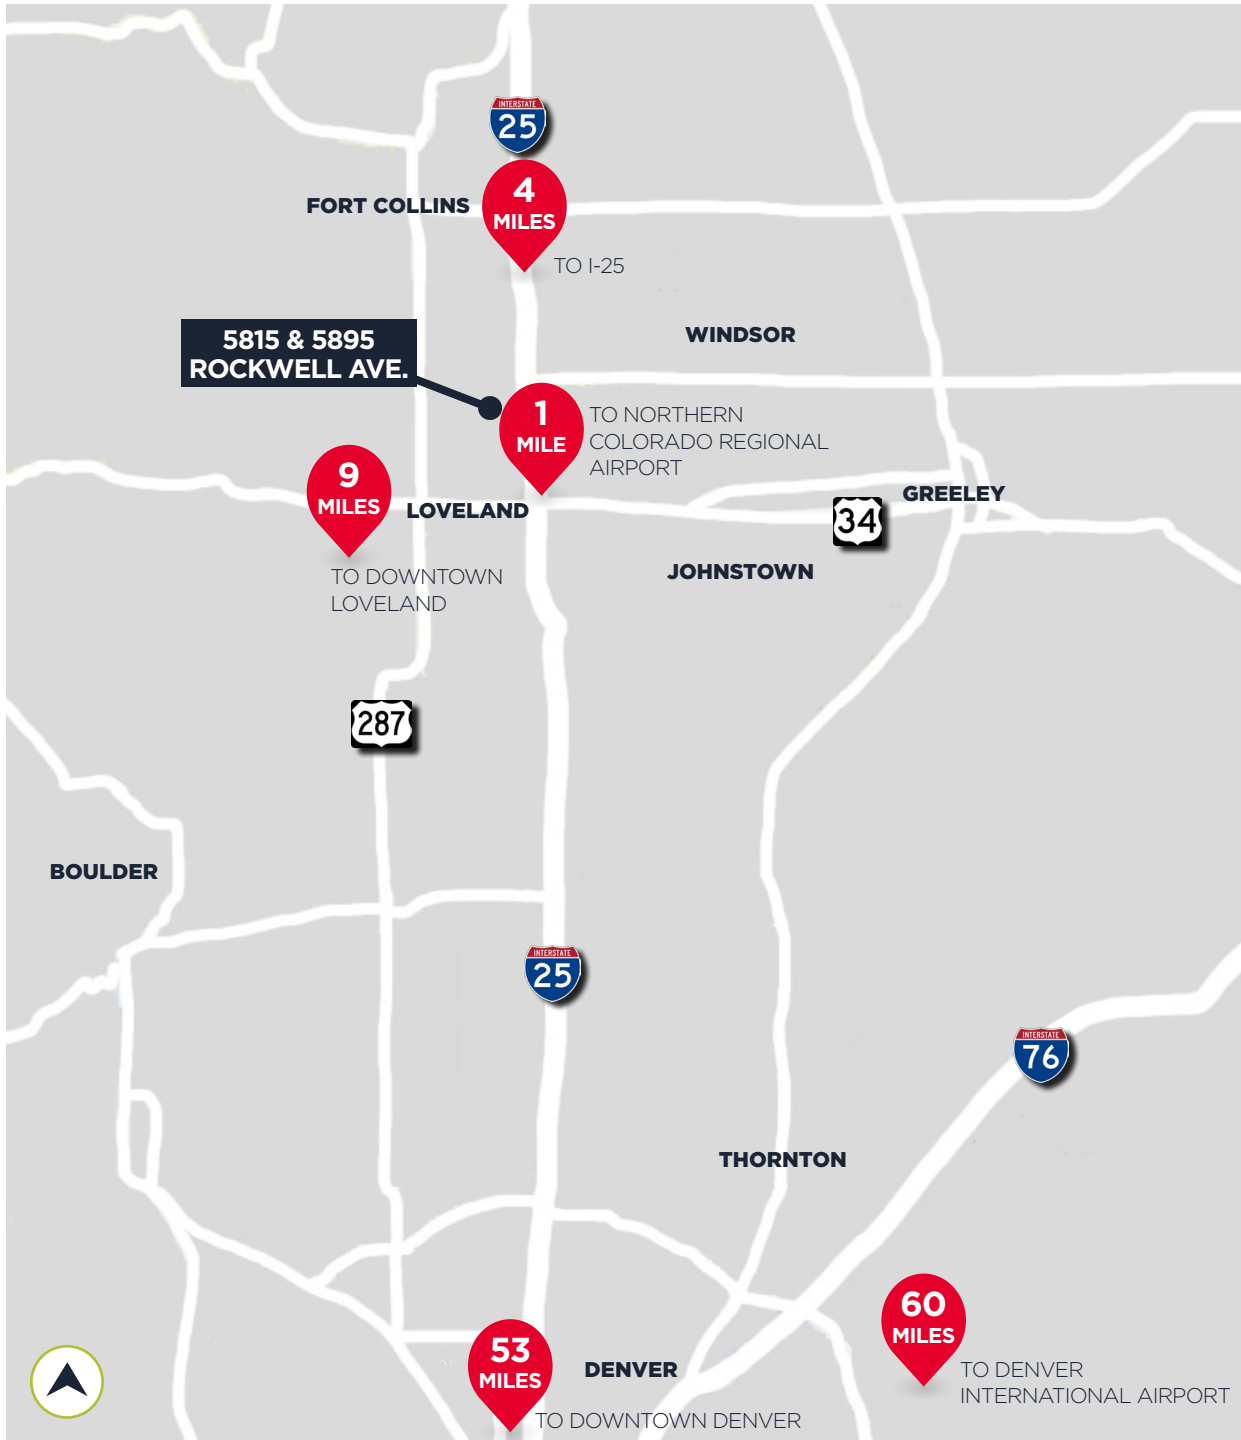 INTERSTATE
25
4
MILES
FORT COLLINS
TO I-25
5815 & 5895
ROCKWELL AVE.
WINDSOR
1
MILE
TO NORTHERN
COLORADO REGIONAL
AIRPORT
9
MILES
LOVELAND
GREELEY
34
TO DOWNTOWN
LOVELAND
JOHNSTOWN
287
BOULDER
INTERSTATE
25
INTERSTATE
76
THORNTON
60
MILES
TO DENVER
INTERNATIONAL AIRPORT
53
MILES
DENVER
TO DOWNTOWN DENVER